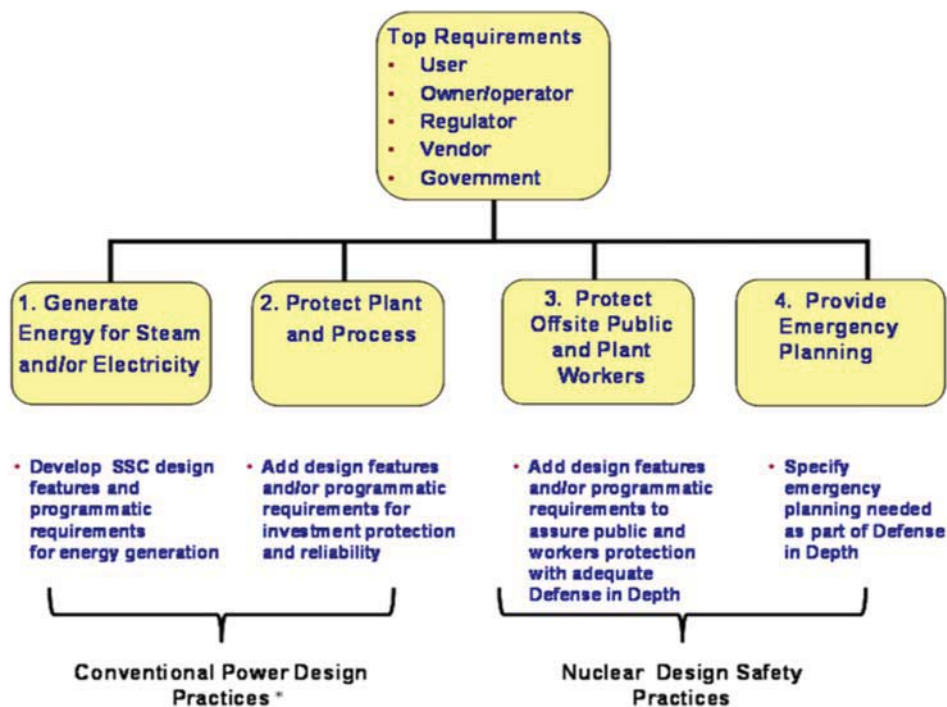 Top Requirements
• User
• Owner/operator
• Regulator
• Vendor
• Government
1. Generate
Energy for Steam
and/or Electricity
2. Protect Plant
and Process
3. Protect
Offsite Public
and Plant
Workers
4. Provide
Emergency
Planning
• Develop SSC design
features and
programmatic
requirements
for energy generation
• Add design features
and/or programmatic
requirements for
investment protection
and reliability
• Add design features
and/or programmatic
requirements to
assure public and
workers protection
with adequate
Defense in Depth
• Specify
emergency
planning needed
as part of Defense
in Depth
Conventional Power Design
Practices *
Nuclear Design Safety
Practices